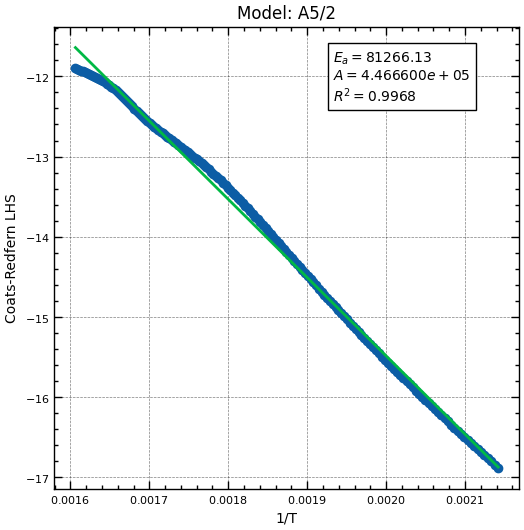 Model: A5/2
E_a = 81266.13
A = 4.466600e + 05
R² = 0.9968
Coats-Redfern LHS
−12
−13
−14
−15
−16
−17
0.0016 0.0017 0.0018 0.0019 0.0020 0.0021
1/T